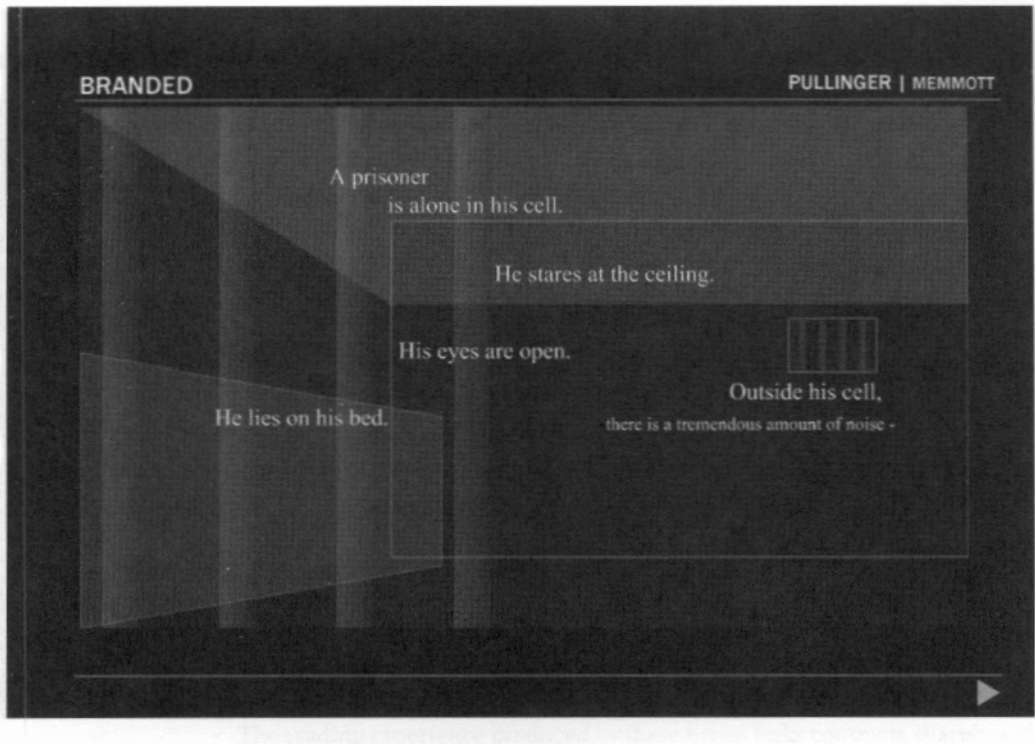 BRANDED
PULLINGER | MEMMOTT
A prisoner
is alone in his cell.
He stares at the ceiling.
His eyes are open.
He lies on his bed.
Outside his cell,
there is a tremendous amount of noise -